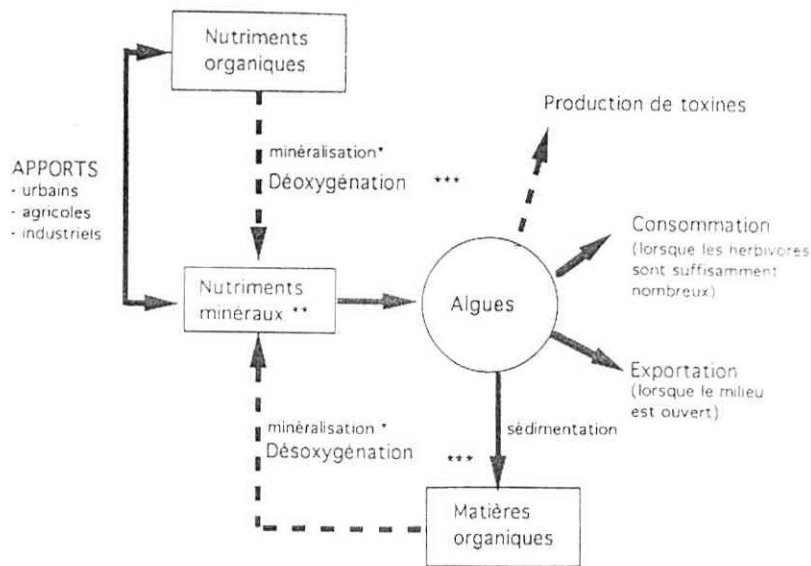 Nutriments
organiques
Production de toxines
minéralisation*
Déoxygénation ***
APPORTS
- urbains
- agricoles
- industriels
Consommation
(lorsque les herbivores
sont suffisamment
nombreux)
Nutriments
minéraux **
Algues
Exportation
(lorsque le milieu
est ouvert)
minéralisation *
Désoxygénation ***
sédimentation
Matières
organiques